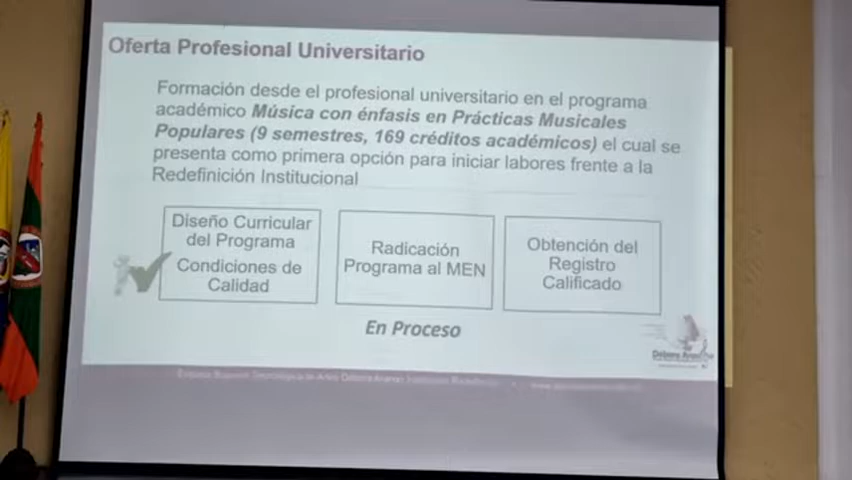 Oferta Profesional Universitario
Formación desde el profesional universitario en el programa
académico Música con énfasis en Prácticas Musicales
Populares (9 semestres, 169 créditos académicos) el cual se
presenta como primera opción para iniciar labores frente a la
Redefinición Institucional
Diseño Curricular
del Programa
Condiciones de
Calidad
Radicación
Programa al MEN
Obtención del
Registro
Calificado
En Proceso
Débora Arango